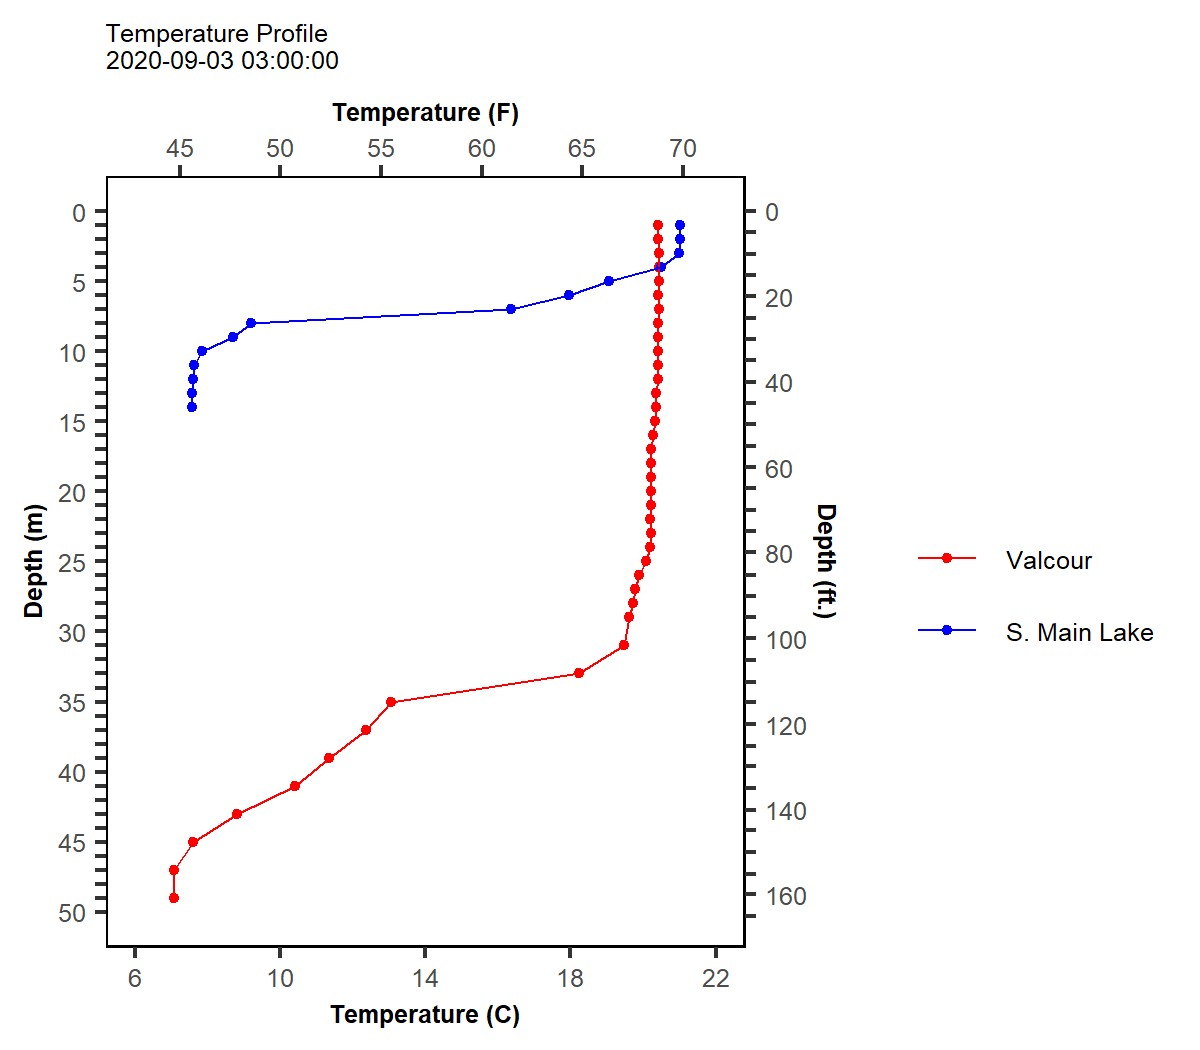 Temperature Profile
2020-09-03 03:00:00
Temperature (F)
45 50 55 60 65 70
0
5
10
15
20
25
30
35
40
45
50
Depth (m)
0
20
40
60
80
100
120
140
160
Depth (ft.)
Valcour
S. Main Lake
6 10 14 18 22
Temperature (C)